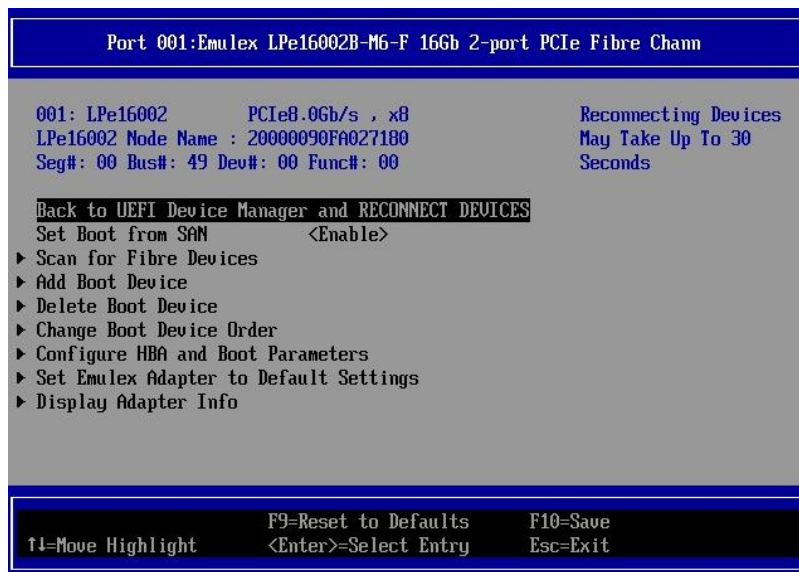 Port 001:Emulex LPe16002B-M6-F 16Gb 2-port PCIe Fibre Chann
001: LPe16002 PCIe8.0Gb/s , x8
LPe16002 Node Name : 20000090FA027180
Seg#: 00 Bus#: 49 Dev#: 00 Func#: 00
Reconnecting Devices
May Take Up To 30
Seconds
Back to UEFI Device Manager and RECONNECT DEVICES
Set Boot from SAN <Enable>
Scan for Fibre Devices
Add Boot Device
Delete Boot Device
Change Boot Device Order
Configure HBA and Boot Parameters
Set Emulex Adapter to Default Settings
Display Adapter Info
F9=Reset to Defaults F10=Save
↑↓=Move Highlight <Enter>=Select Entry Esc=Exit